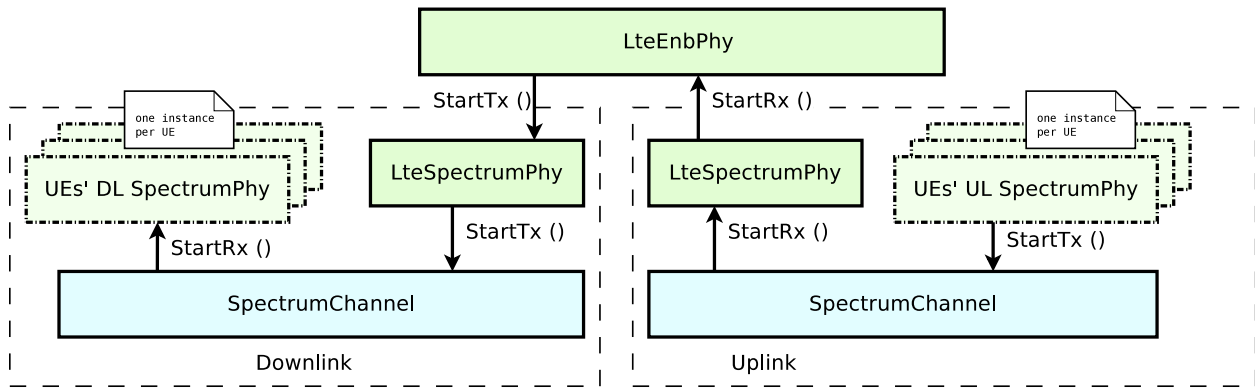 LteEnbPhy
StartTx ()
StartRx ()
one instance
per UE
one instance
per UE
UEs' DL SpectrumPhy
LteSpectrumPhy
LteSpectrumPhy
UEs' UL SpectrumPhy
StartRx ()
StartTx ()
StartRx ()
StartTx ()
SpectrumChannel
SpectrumChannel
Downlink
Uplink